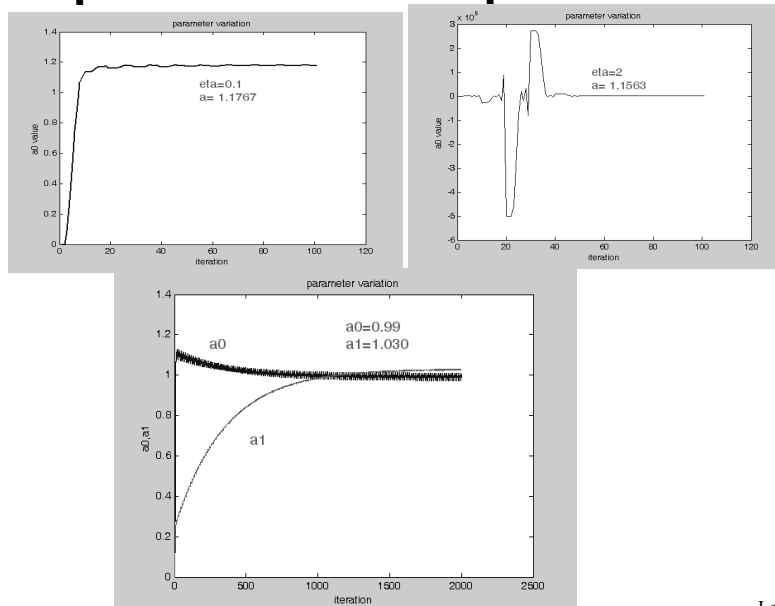 parameter variation
1.4
1.2
1
0.8
0.6
0.4
0.2
0
a0 value
eta=0.1
a= 1.1767
0
20
40
60
80
100
120
iteration
parameter variation
3
2
1
0
-1
-2
-3
-4
-5
-6
a0 value
eta=2
a= 1.1563
0
20
40
60
80
100
120
iteration
parameter variation
1.4
1.2
1
0.8
0.6
0.4
0.2
0
a0,a1
a0
a0=0.99
a1=1.030
a1
0
500
1000
1500
2000
2500
iteration